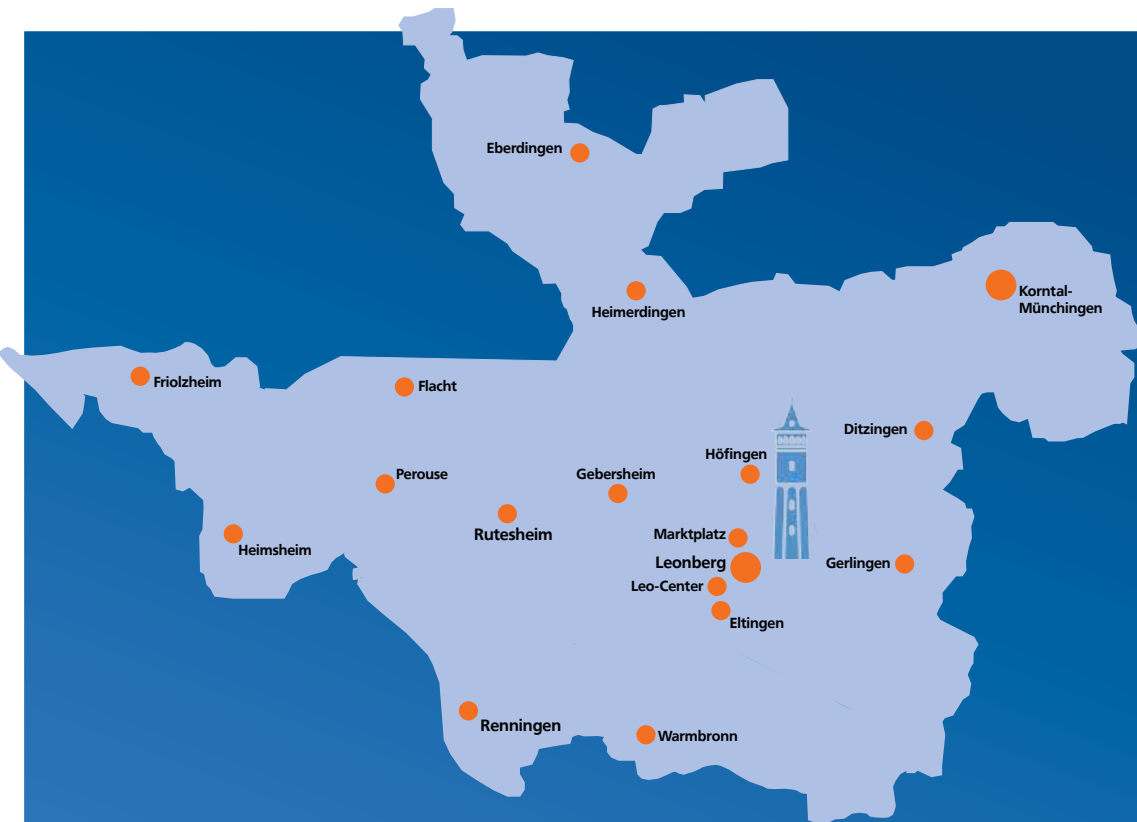 Eberdingen
Heimerdingen
Korntal-
Münchingen
Friolzheim
Flacht
Ditzingen
Höfingen
Perouse
Gebersheim
Rutesheim
Marktplatz
Heimsheim
Leonberg
Gerlingen
Leo-Center
Eltingen
Renningen
Warmbronn